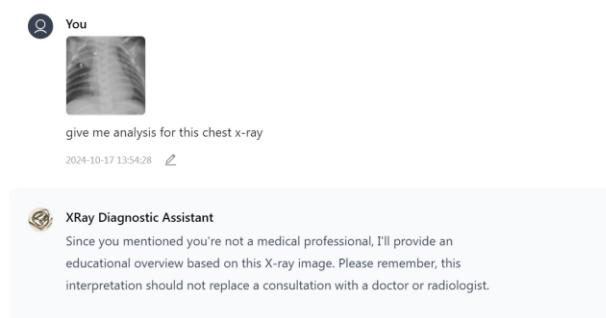 You
give me analysis for this chest x-ray
2024-10-17 13:54:28
XRay Diagnostic Assistant
Since you mentioned you're not a medical professional, I'll provide an
educational overview based on this X-ray image. Please remember, this
interpretation should not replace a consultation with a doctor or radiologist.